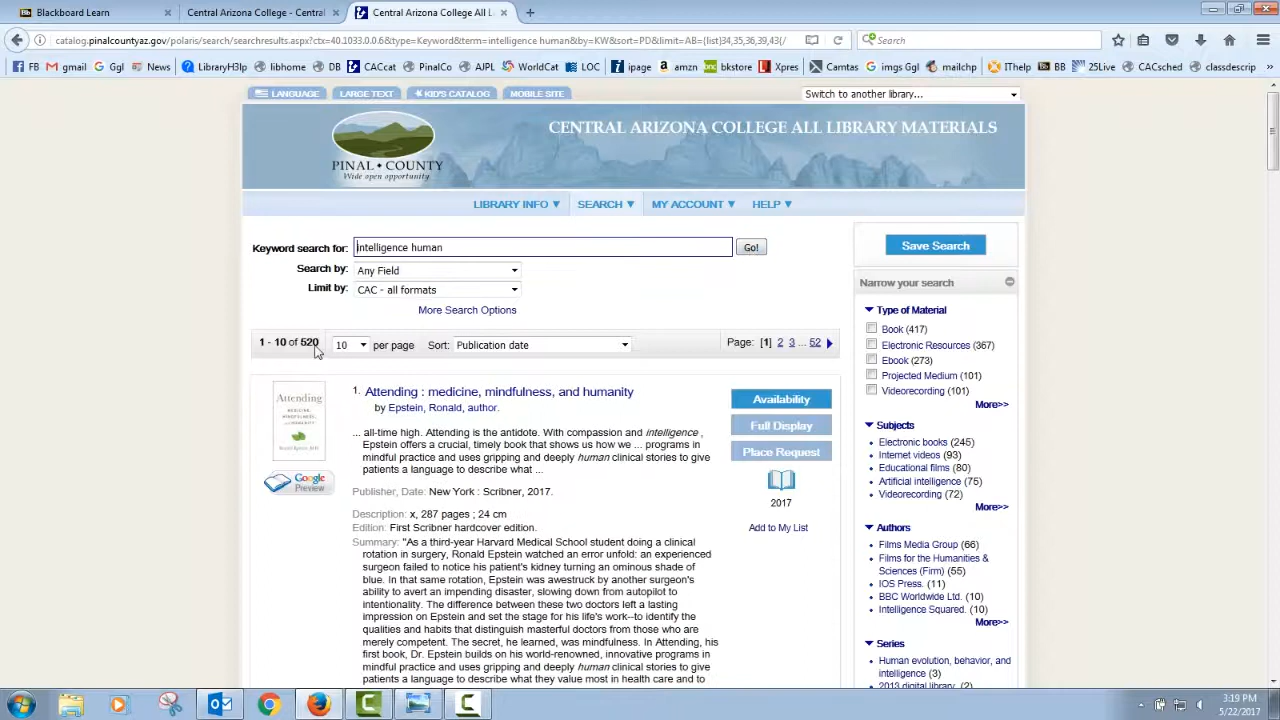 Blackboard Learn
Central Arizona College - Central
Central Arizona College All L
catalog.pinalcountyaz.gov/polaris/search/searchresults.aspx?ctx=40.1033.0.0.6&type=Keyword&term=intelligence human&by=KW&sort=PD&limit=AB=(list)34,35,36,39,43(/
Search
FB
gmail
Ggl
News
LibraryH3lp
libhome
DB
CACcat
PinalCo
AJPL
WorldCat
LOC
ipage
amzn
bkstore
Xpres
Camtas
imgs Ggl
mailchp
IThelp
BB
25Live
CACsched
classdescrip
LANGUAGE
LARGE TEXT
KID'S CATALOG
MOBILE SITE
Switch to another library...
PINAL • COUNTY
Wide open opportunity.
CENTRAL ARIZONA COLLEGE ALL LIBRARY MATERIALS
LIBRARY INFO ▼
SEARCH ▼
MY ACCOUNT ▼
HELP ▼
Keyword search for:
intelligence human
Go!
Search by:
Any Field
Limit by:
CAC - all formats
More Search Options
1 - 10 of 520
10
per page
Sort:
Publication date
Page: [1] 2 3 ... 52
Attending
1. Attending : medicine, mindfulness, and humanity
by Epstein, Ronald, author.
... all-time high. Attending is the antidote. With compassion and intelligence ,
Epstein offers a crucial, timely book that shows us how we ... programs in
mindful practice and uses gripping and deeply human clinical stories to give
patients a language to describe what ...
Google
Preview
Publisher, Date: New York : Scribner, 2017.
Description: x, 287 pages ; 24 cm
Edition: First Scribner hardcover edition.
Summary: "As a third-year Harvard Medical School student doing a clinical
rotation in surgery, Ronald Epstein watched an error unfold: an experienced
surgeon failed to notice his patient's kidney turning an ominous shade of
blue. In that same rotation, Epstein was awestruck by another surgeon's
ability to avert an impending disaster, slowing down from autopilot to
intentionality. The difference between these two doctors left a lasting
impression on Epstein and set the stage for his life's work--to identify the
qualities and habits that distinguish masterful doctors from those who are
merely competent. The secret, he learned, was mindfulness. In Attending, his
first book, Dr. Epstein builds on his world-renowned, innovative programs in
mindful practice and uses gripping and deeply human clinical stories to give
patients a language to describe what they value most in health care and to
Availability
Full Display
Place Request
2017
Add to My List
Save Search
Narrow your search
Type of Material
Book (417)
Electronic Resources (367)
Ebook (273)
Projected Medium (101)
Videorecording (101)
More>>
Subjects
Electronic books (245)
Internet videos (93)
Educational films (80)
Artificial intelligence (75)
Videorecording (72)
More>>
Authors
Films Media Group (66)
Films for the Humanities &
Sciences (Firm) (55)
IOS Press. (11)
BBC Worldwide Ltd. (10)
Intelligence Squared. (10)
More>>
Series
Human evolution, behavior, and
intelligence (3)
2013 digital library. (2)
3:19 PM
5/22/2017